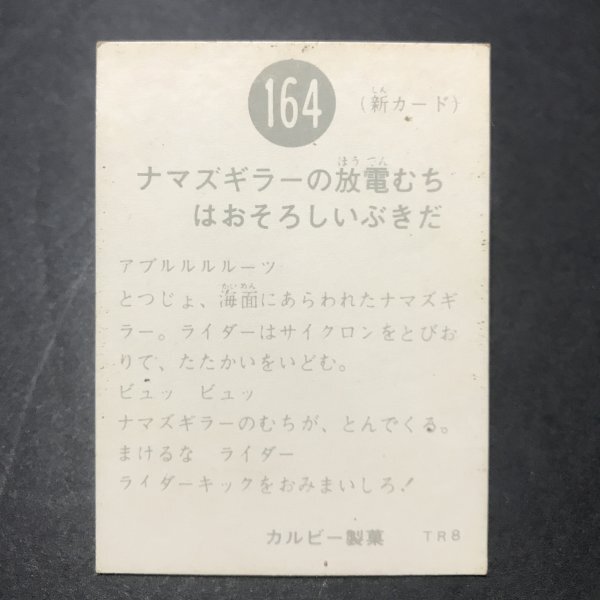 164
(新カード)
しん
ほうでん
ナマズギラーの放電むち
はおそろしいぶきだ
アブルルルルーツ
たいめん
とつじょ、海面にあらわれたナマズギ
ラー。ライダーはサイクロンをとびお
りて、たたかいをいどむ。
ビュッ ビュッ
ナマズギラーのむちが、とんでくる。
まけるな ライダー
ライダーキックをおみまいしろ!
カルビー製菓 TR8